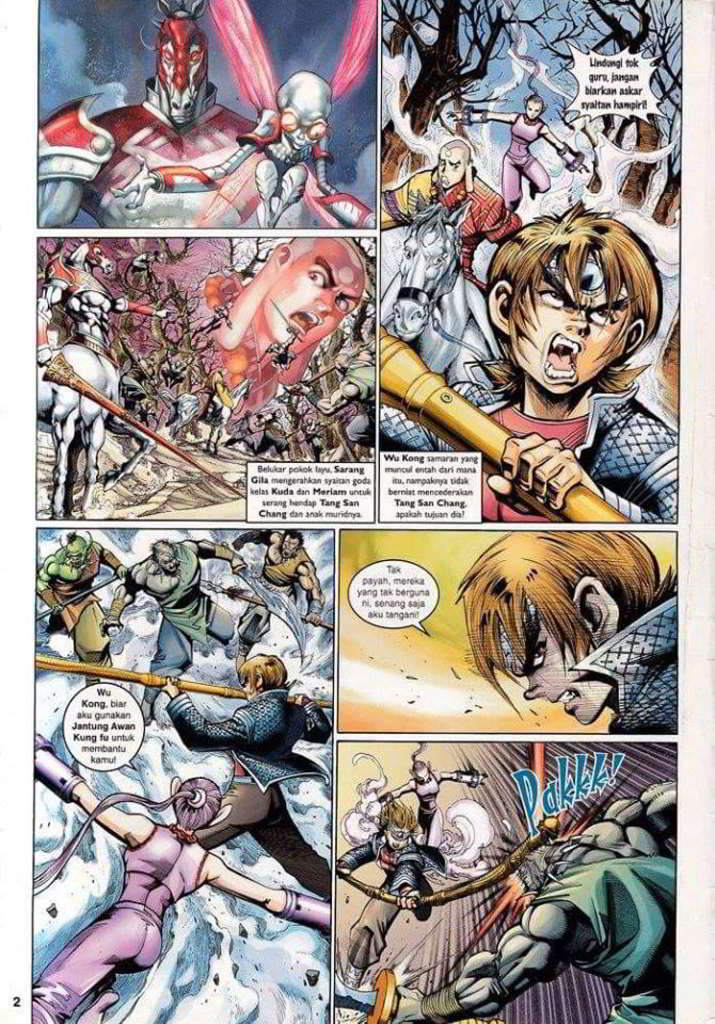 Lindungi tok
guru, jangan
biarkan askar
syaitan hampiri!
Belukar pokok layu, Sarang
Gila mengerahkan syaitan goda
kelas Kuda dan Meriam untuk
serang hendap Tang San
Chang dan anak muridnya.
Wu Kong samaran yang
muncul entah dari mana
itu, nampaknya tidak
berniat mencederakan
Tang San Chang.
apakah tujuan dia?
Wu
Kong, biar
aku gunakan
Jantung Awan
Kung fu untuk
membantu
kamu!
Tak
payah, mereka
yang tak berguna
ni, senang saja
aku tangani!
Pakkk!
2